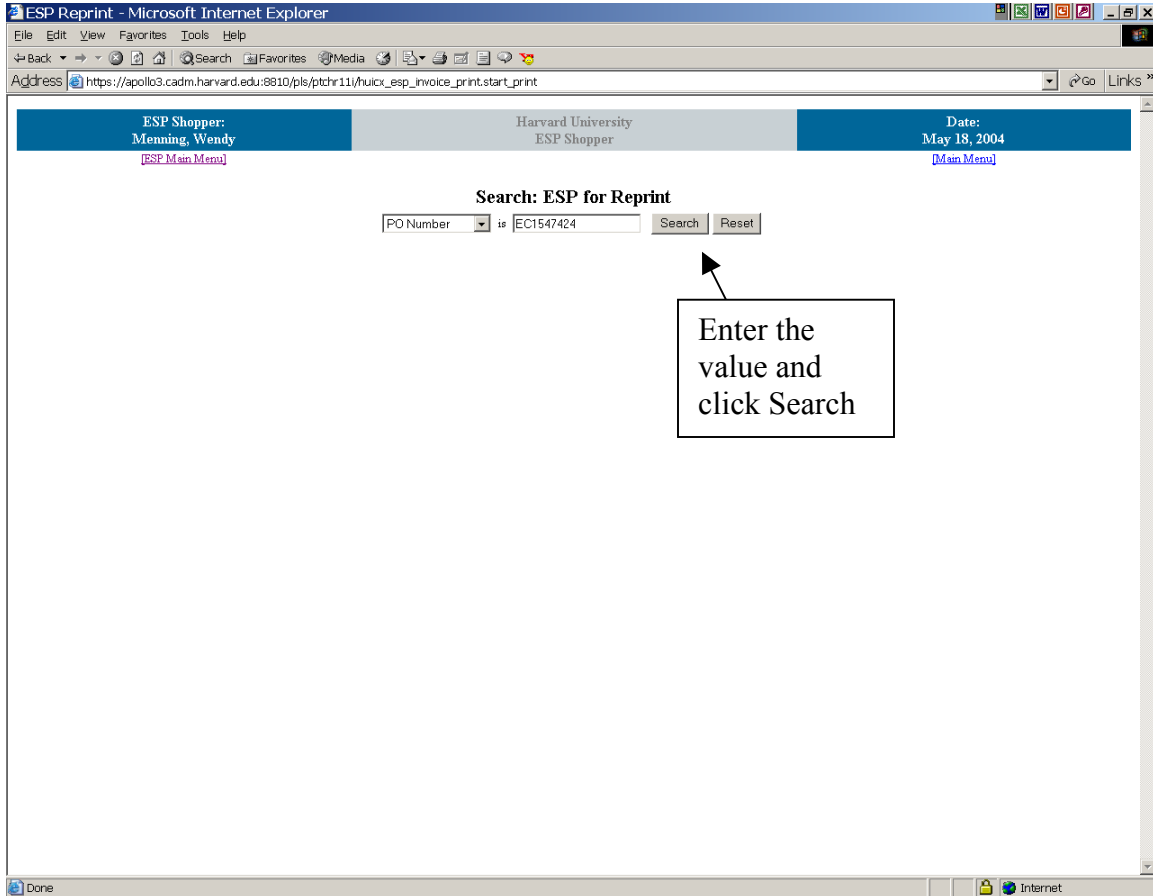 ESP Reprint - Microsoft Internet Explorer
File Edit View Favorites Tools Help
Back Search Favorites Media
Address https://apollo3.cadm.harvard.edu:8810/pls/ptchr11i/huicx_esp_invoice_print.start_print Go Links »
ESP Shopper: Harvard University Date:
Menning, Wendy ESP Shopper May 18, 2004
[ESP Main Menu] [Main Menu]
Search: ESP for Reprint
PO Number is EC1547424 Search Reset
Enter the
value and
click Search
Done Internet